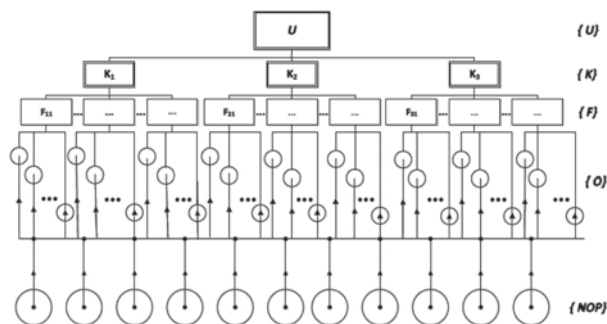 U { U }
K₁ K₂ K₃ { K }
F₁₁ ... ... ... ... F₂₁ ... ... ... ... F₃₁ ... ... ... ... { F }
••• ••• ••• ••• ••• ••• ••• ••• ••• { O }
{ NOP }